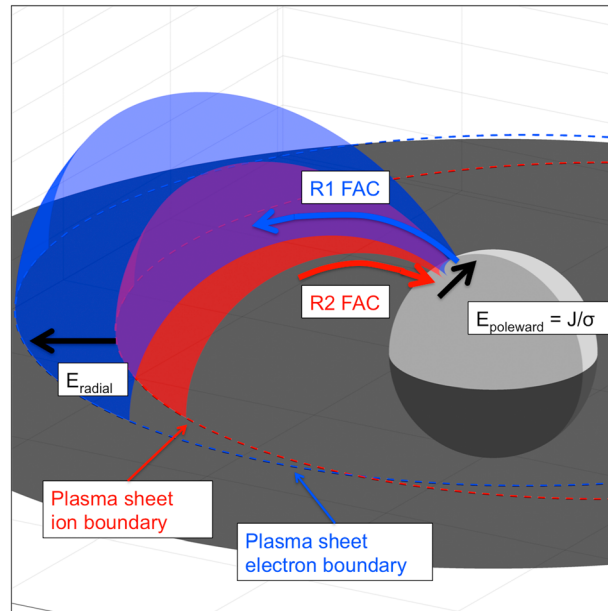 R1 FAC
R2 FAC
E_poleward = J/σ
E_radial
Plasma sheet
ion boundary
Plasma sheet
electron boundary